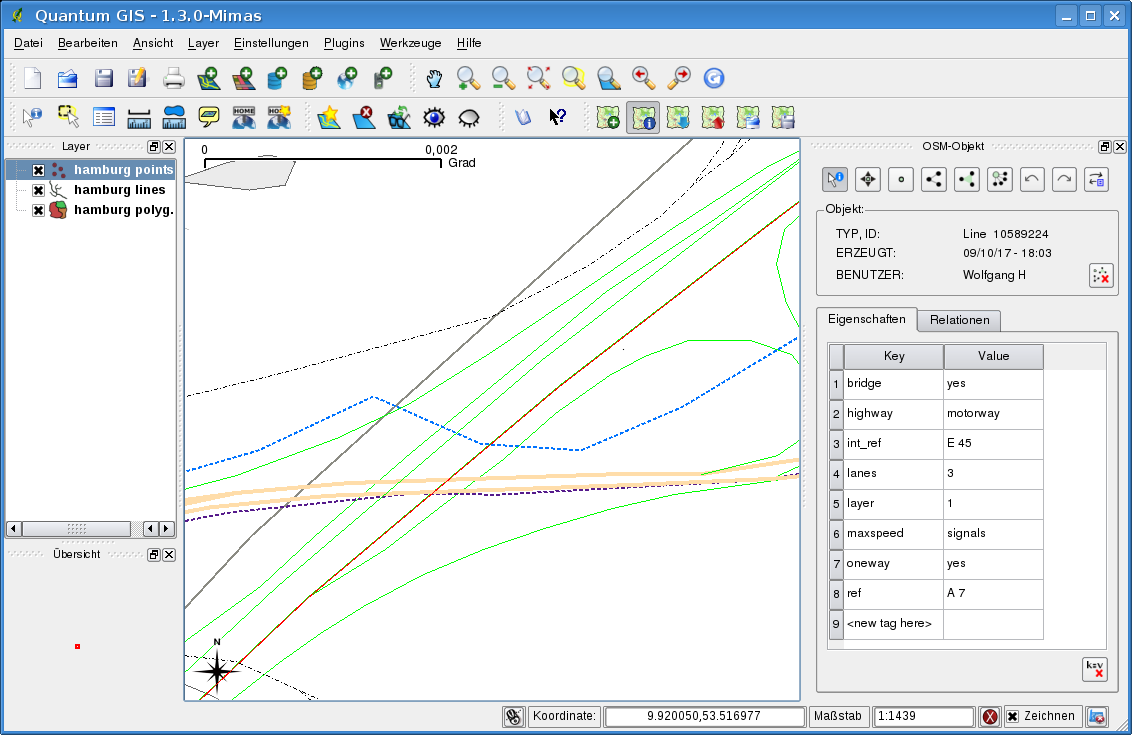 Quantum GIS - 1.3.0-Mimas
Datei Bearbeiten Ansicht Layer Einstellungen Plugins Werkzeuge Hilfe
HOME HOME
Layer
hamburg points
hamburg lines
hamburg polyg.
Übersicht
0 0,002
Grad
N
OSM-Objekt
Objekt:
TYP, ID: Line 10589224
ERZEUGT: 09/10/17 - 18:03
BENUTZER: Wolfgang H
Eigenschaften Relationen
Key Value
1 bridge yes
2 highway motorway
3 int_ref E 45
4 lanes 3
5 layer 1
6 maxspeed signals
7 oneway yes
8 ref A 7
9 <new tag here>
k=v
Koordinate: 9.920050,53.516977 Maßstab 1:1439 Zeichnen